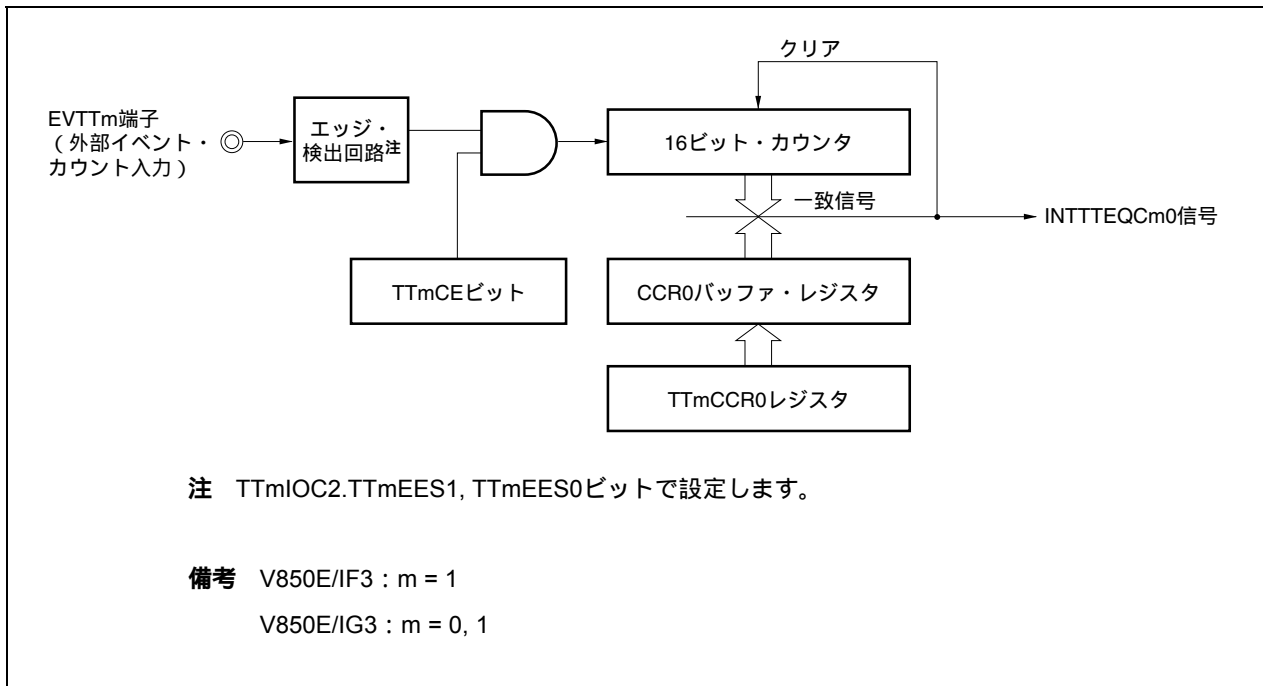 クリア
EVTTm端子
（外部イベント・
カウント入力）
エッジ・
検出回路注
16ビット・カウンタ
一致信号
INTTTEQCm0信号
TTmCEビット
CCR0バッファ・レジスタ
TTmCCR0レジスタ
注 TTmIOC2.TTmEES1, TTmEES0ビットで設定します。
備考 V850E/IF3：m = 1
V850E/IG3：m = 0, 1